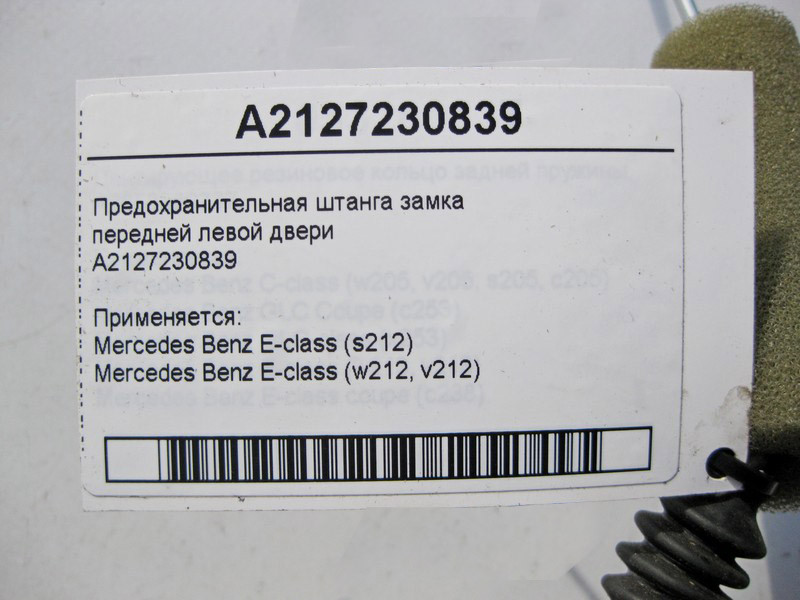 A2127230839
Предохранительная штанга замка
передней левой двери
A2127230839
Применяется:
Mercedes Benz E-class (s212)
Mercedes Benz E-class (w212, v212)